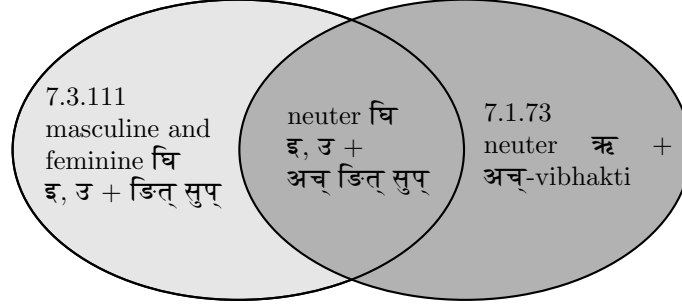 7.3.111
masculine and
feminine घि
इ, उ + ङित् सुप्
neuter घि
इ, उ +
अच् ङित् सुप्
7.1.73
neuter ऋ +
अच्-vibhakti